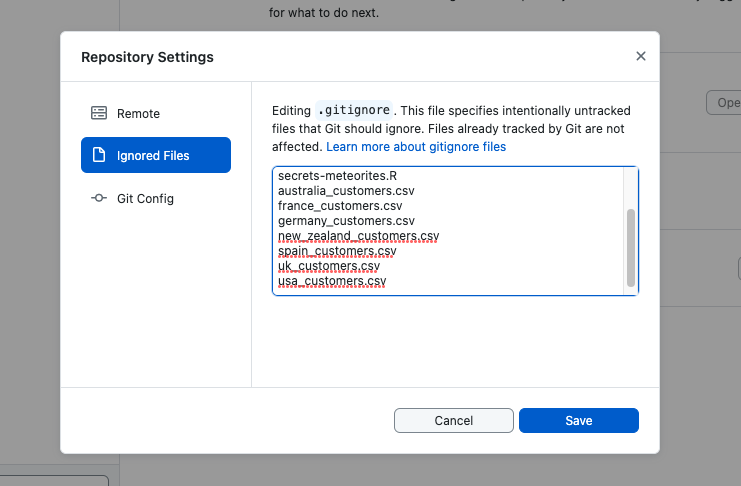 for what to do next.
Repository Settings
Remote
Ignored Files
Git Config
Editing .gitignore. This file specifies intentionally untracked
files that Git should ignore. Files already tracked by Git are not
affected. Learn more about gitignore files
secrets-meteorites.R
australia_customers.csv
france_customers.csv
germany_customers.csv
new_zealand_customers.csv
spain_customers.csv
uk_customers.csv
usa_customers.csv
Cancel
Save